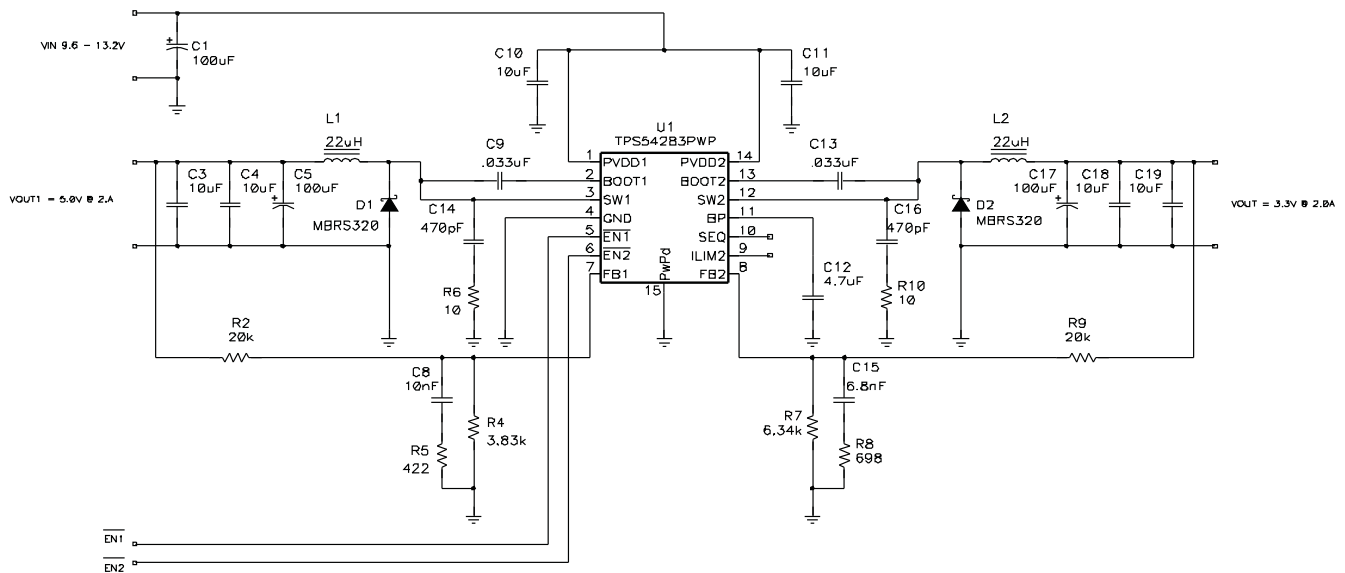 VIN 9.6 - 13.2V
C1
100uF
C10
10uF
C11
10uF
L1
22uH
C9
.033uF
U1
TPS54283PWP
C13
.033uF
L2
22uH
1
2
3
4
5
6
7
PVDD1
BOOT1
SW1
GND
EN1
EN2
FB1
PwPd
15
PVDD2
BOOT2
SW2
BP
SEQ
ILIM2
FB2
14
13
12
11
10
9
8
VOUT1 = 5.0V @ 2.A
C3
10uF
C4
10uF
C5
100uF
D1
MBRS320
C14
470pF
R6
10
C12
4.7uF
C16
470pF
R10
10
D2
MBRS320
C17
100uF
C18
10uF
C19
10uF
VOUT = 3.3V @ 2.0A
R2
20k
C8
10nF
R5
422
R4
3.83k
R7
6.34k
C15
6.8nF
R8
698
R9
20k
EN1
EN2